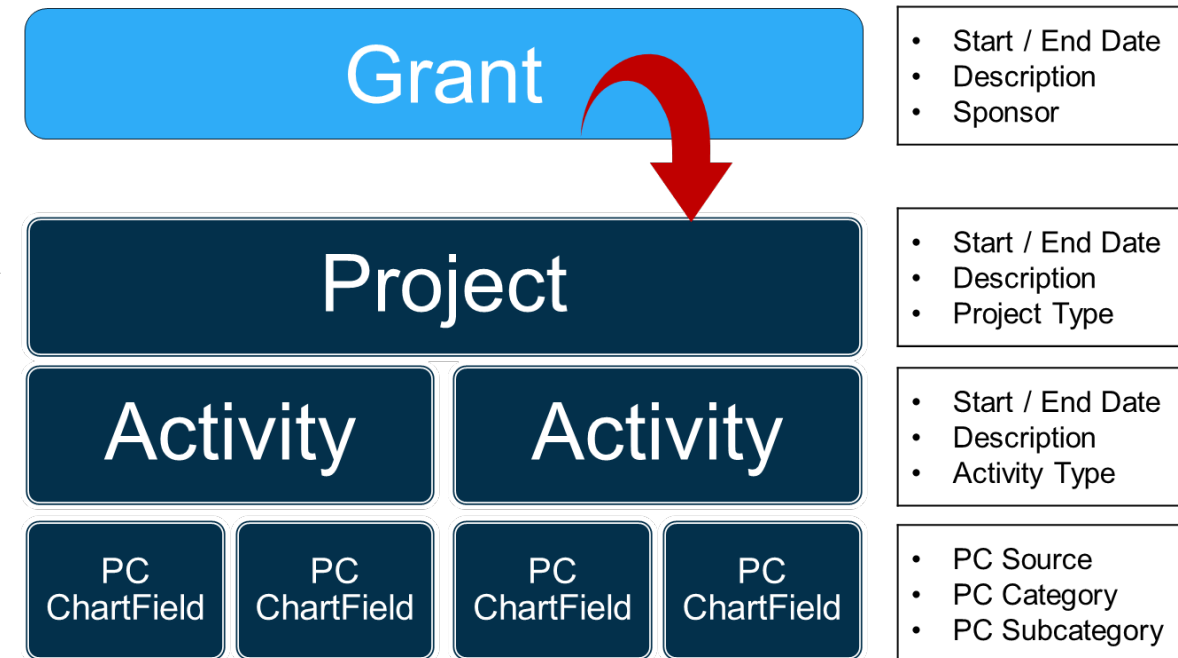 Grant
• Start / End Date
• Description
• Sponsor
Project
• Start / End Date
• Description
• Project Type
Activity
Activity
• Start / End Date
• Description
• Activity Type
PC
ChartField
PC
ChartField
PC
ChartField
PC
ChartField
• PC Source
• PC Category
• PC Subcategory